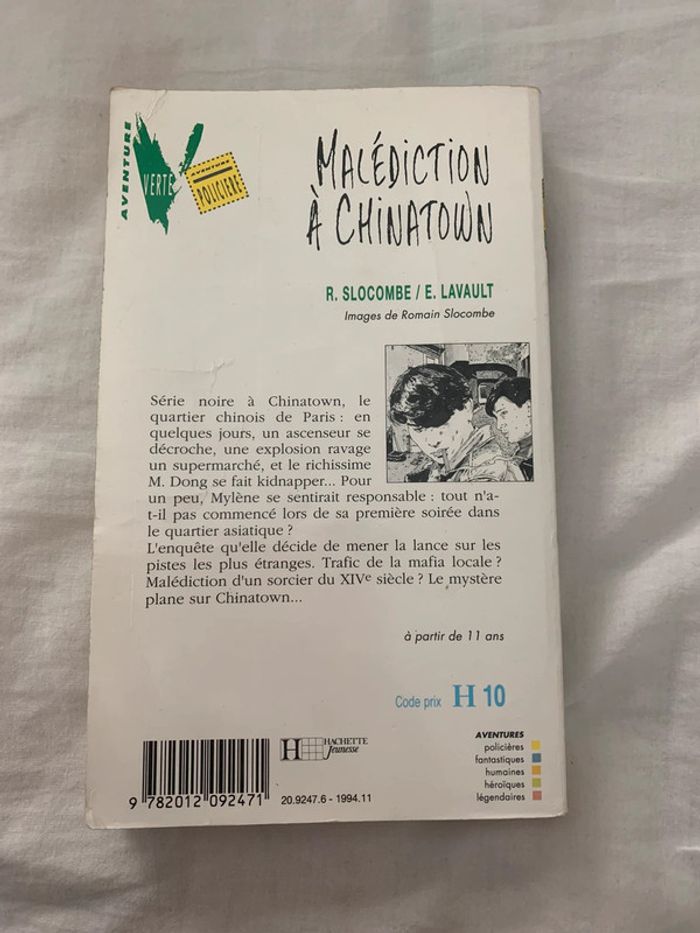 AVENTURE
VERTE
AVENTURE
POLICIÈRE
MALÉDICTION
À CHINATOWN
R. SLOCOMBE / E. LAVAULT
Images de Romain Slocombe
Série noire à Chinatown, le
quartier chinois de Paris : en
quelques jours, un ascenseur se
décroche, une explosion ravage
un supermarché, et le richissime
M. Dong se fait kidnapper... Pour
un peu, Mylène se sentirait responsable : tout n'a-
t-il pas commencé lors de sa première soirée dans
le quartier asiatique ?
L'enquête qu'elle décide de mener la lance sur les
pistes les plus étranges. Trafic de la mafia locale ?
Malédiction d'un sorcier du XIVe siècle ? Le mystère
plane sur Chinatown...
à partir de 11 ans
Code prix H 10
AVENTURES
policières
fantastiques
humaines
héroïques
légendaires
H HACHETTE
Jeunesse
9 782012 092471
20.9247.6 - 1994.11